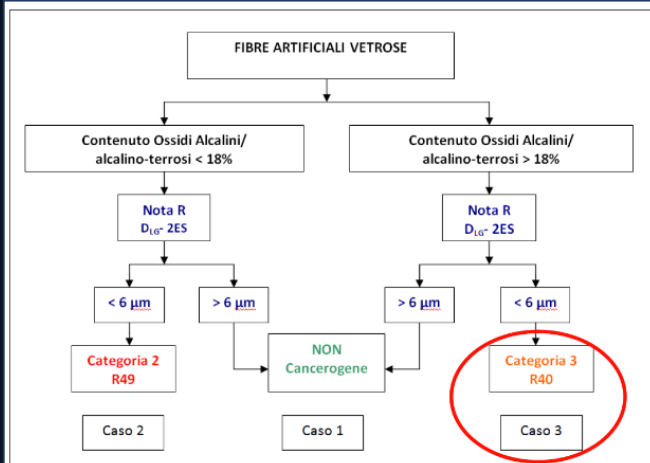 FIBRE ARTIFICIALI VETROSE
Contenuto Ossidi Alcalini/
alcalino-terrosi < 18%
Contenuto Ossidi Alcalini/
alcalino-terrosi > 18%
Nota R
D_LG- 2ES
Nota R
D_LG- 2ES
< 6 µm
> 6 µm
> 6 µm
< 6 µm
Categoria 2
R49
NON
Cancerogene
Categoria 3
R40
Caso 2
Caso 1
Caso 3